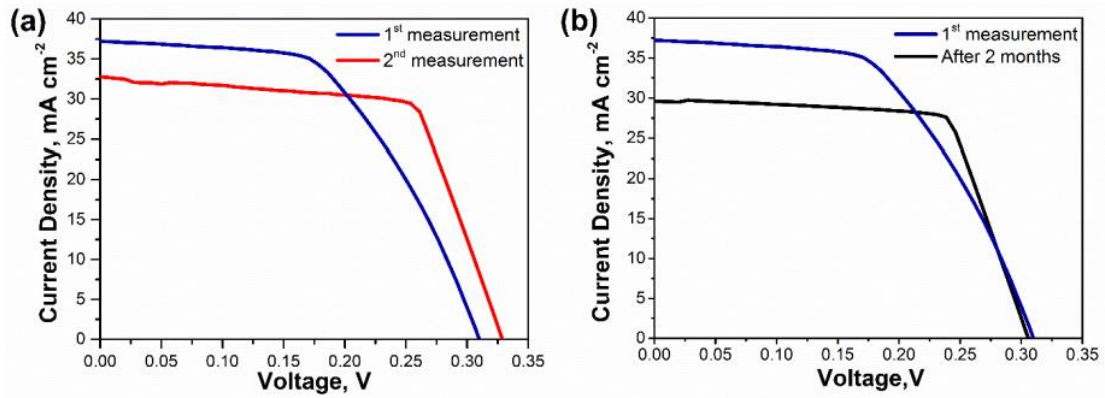 (a)
1st measurement
2nd measurement
Current Density, mA cm-2
40
35
30
25
20
15
10
5
0
0.00 0.05 0.10 0.15 0.20 0.25 0.30 0.35
Voltage, V
(b)
1st measurement
After 2 months
Current Density, mA cm-2
40
35
30
25
20
15
10
5
0
0.00 0.05 0.10 0.15 0.20 0.25 0.30 0.35
Voltage,V